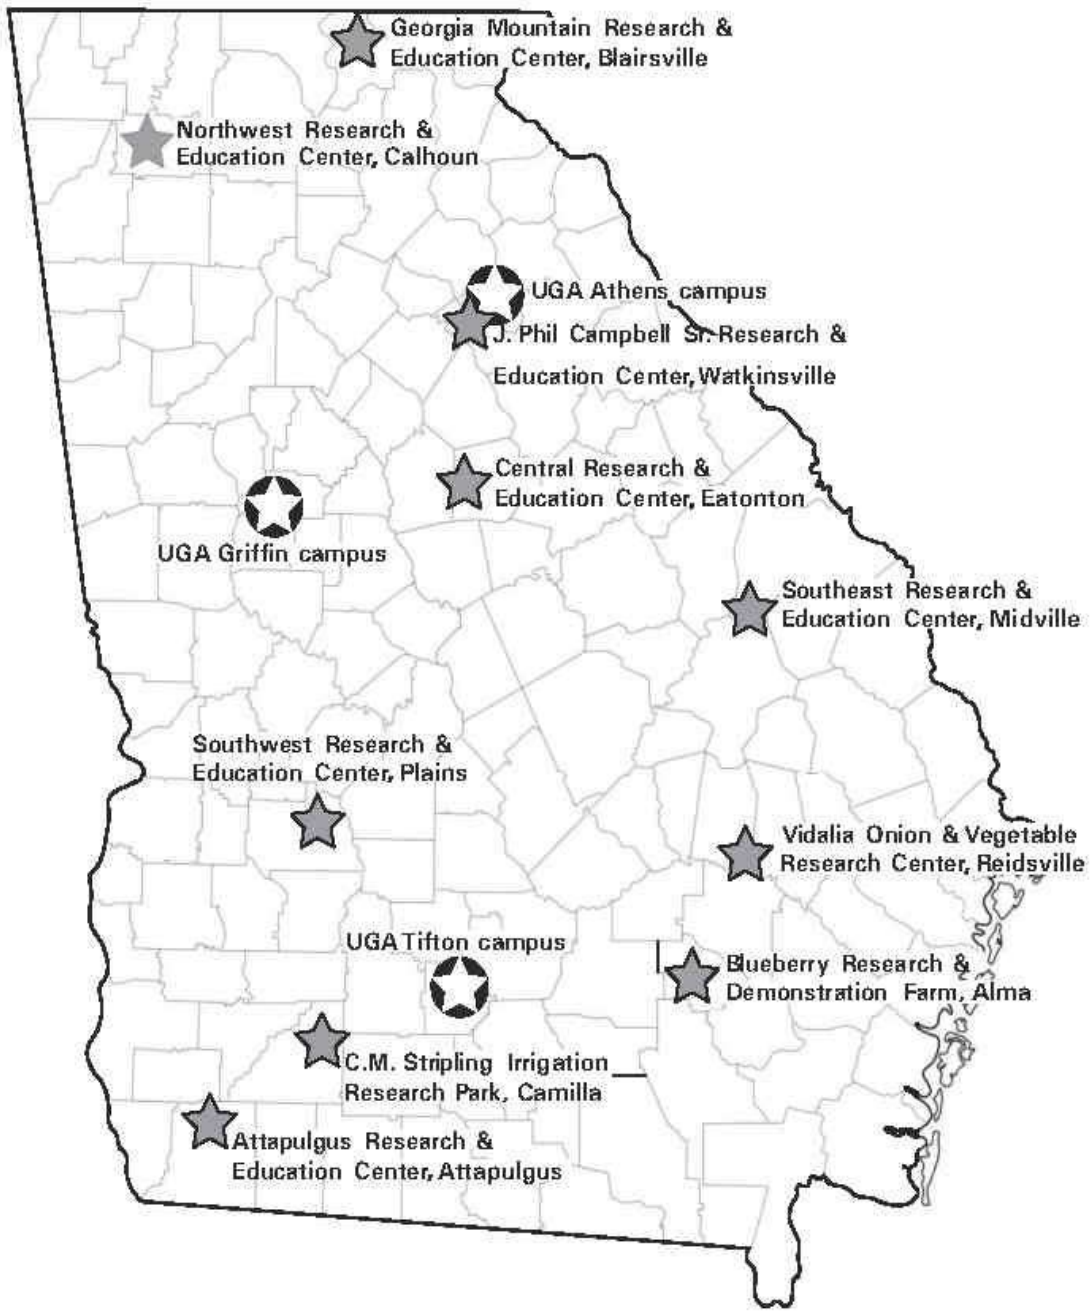 Georgia Mountain Research &
Education Center, Blairsville
Northwest Research &
Education Center, Calhoun
UGA Athens campus
J. Phil Campbell Sr. Research &
Education Center, Watkinsville
Central Research &
Education Center, Eatonton
UGA Griffin campus
Southeast Research &
Education Center, Midville
Southwest Research &
Education Center, Plains
Vidalia Onion & Vegetable
Research Center, Reidsville
UGA Tifton campus
Blueberry Research &
Demonstration Farm, Alma
C.M. Stripling Irrigation
Research Park, Camilla
Attapulgus Research &
Education Center, Attapulgus